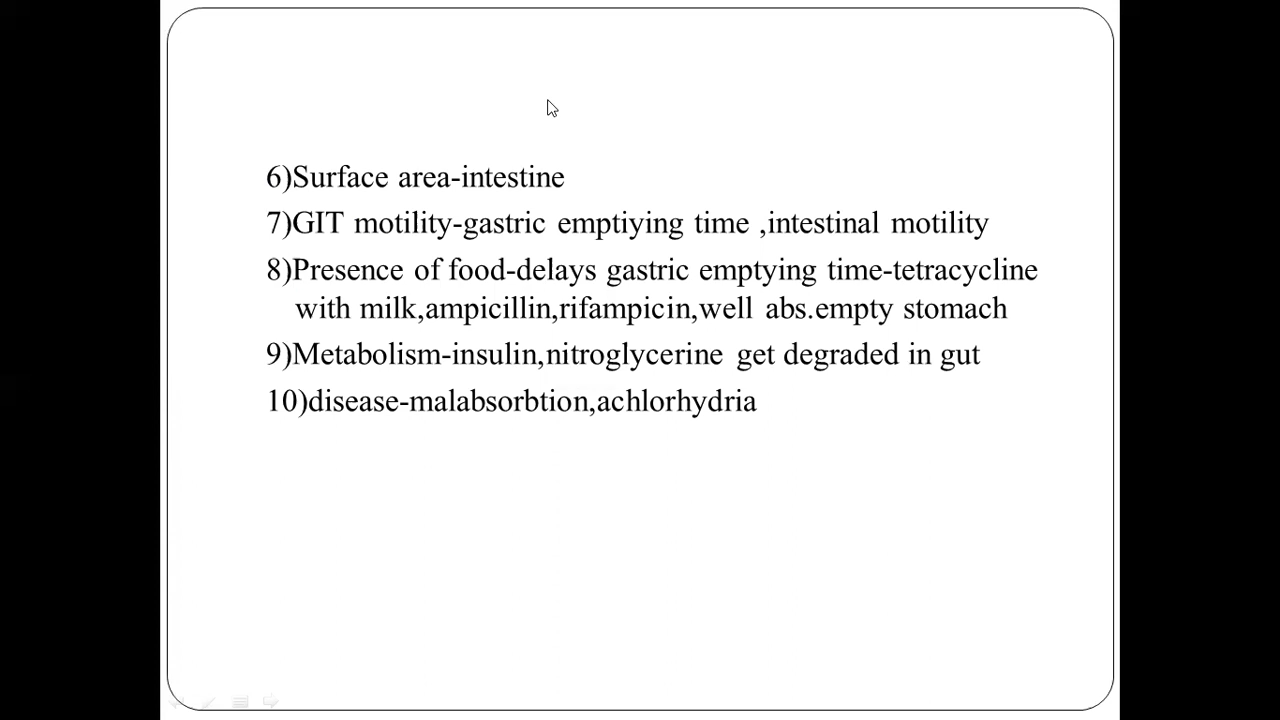 6)Surface area-intestine
7)GIT motility-gastric emptiying time ,intestinal motility
8)Presence of food-delays gastric emptying time-tetracycline
with milk,ampicillin,rifampicin,well abs.empty stomach
9)Metabolism-insulin,nitroglycerine get degraded in gut
10)disease-malabsorbtion,achlorhydria